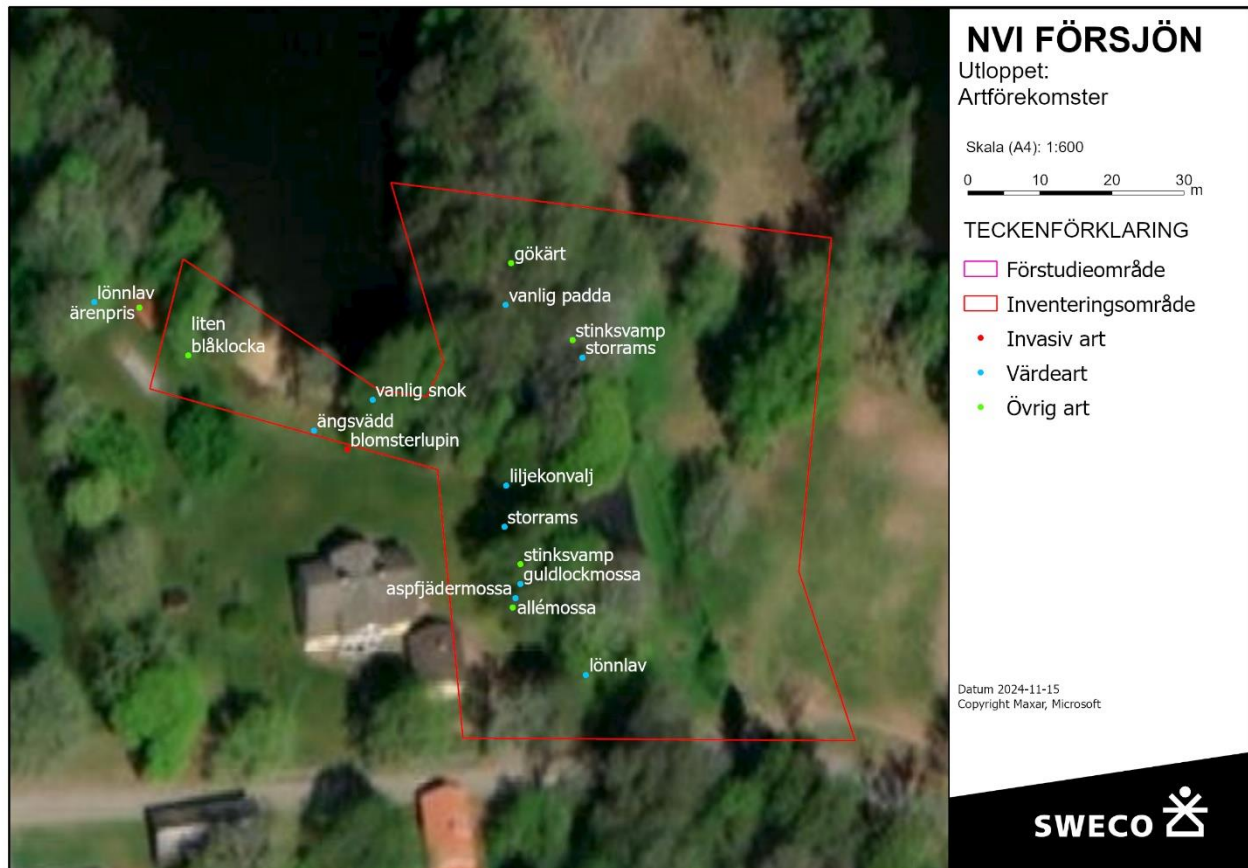 NVI FÖRSJÖN
Utloppet:
Artförekomster
Skala (A4): 1:600
0 10 20 30
m
TECKENFÖRKLARING
Förstudieområde
Inventeringsområde
Invasiv art
Värdeart
Övrig art
Datum 2024-11-15
Copyright Maxar, Microsoft
SWECO
gökärt
lönnlav
ärenpris
vanlig padda
liten
blåklocka
stinksvamp
storrams
vanlig snok
ängsvädd
blomsterlupin
liljekonvalj
storrams
stinksvamp
guldlockmossa
aspfjädermossa
allémossa
lönnlav